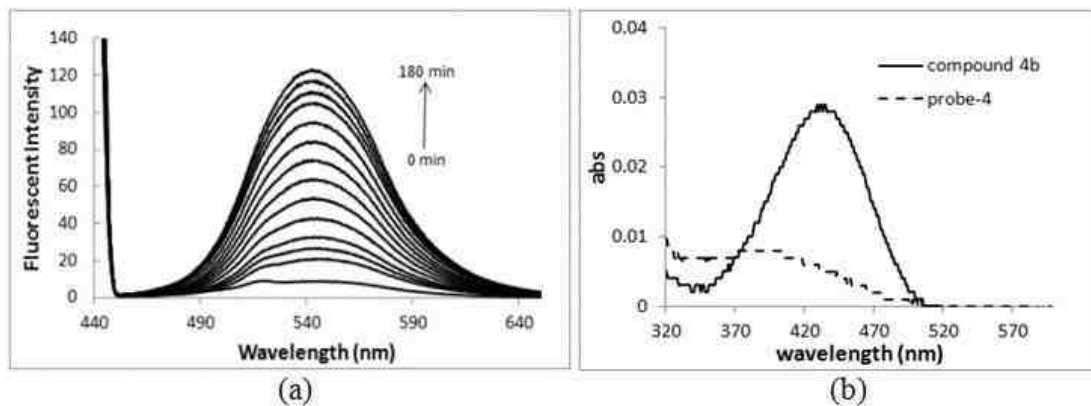 140
120
100
80
60
40
20
0
Fluorescent Intensity
180 min
0 min
440 490 540 590 640
Wavelength (nm)
(a)
0.04
0.03
0.02
0.01
0
abs
compound 4b
probe-4
320 370 420 470 520 570
wavelength (nm)
(b)